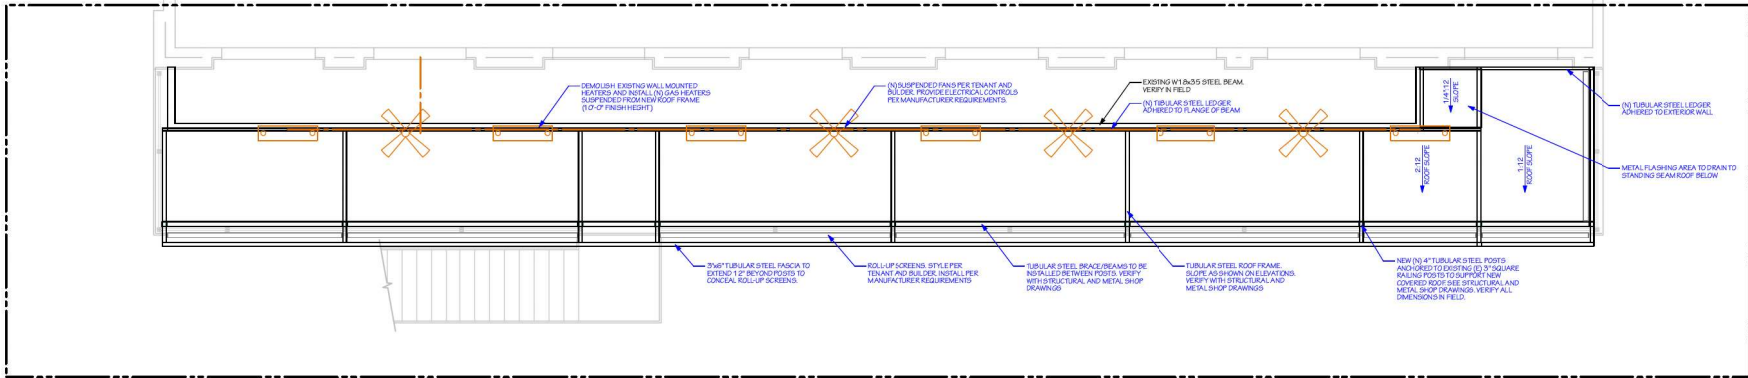 DEMOLISH EXISTING WALL MOUNTED
HEATERS AND INSTALL (N) GAS HEATERS
SUSPENDED FROM NEW ROOF FRAME
(10'-0" FINISH HEIGHT)
(N) SUSPENDED FANS PER TENANT AND
BUILDER. PROVIDE ELECTRICAL CONTROLS
PER MANUFACTURER REQUIREMENTS.
EXISTING W18x35 STEEL BEAM.
VERIFY IN FIELD
(N) TUBULAR STEEL LEDGER
ADHERED TO FLANGE OF BEAM
1/4":12
SLOPE
(N) TUBULAR STEEL LEDGER
ADHERED TO EXTERIOR WALL
2:12
ROOF SLOPE
1:12
ROOF SLOPE
METAL FLASHING AREA TO DRAIN TO
STANDING SEAM ROOF BELOW
3"x6" TUBULAR STEEL FASCIA TO
EXTEND 12" BEYOND POSTS TO
CONCEAL ROLL-UP SCREENS.
ROLL-UP SCREENS. STYLE PER
TENANT AND BUILDER. INSTALL PER
MANUFACTURER REQUIREMENTS
TUBULAR STEEL BRACE/BEAMS TO BE
INSTALLED BETWEEN POSTS. VERIFY
WITH STRUCTURAL AND METAL SHOP
DRAWINGS
TUBULAR STEEL ROOF FRAME.
SLOPE AS SHOWN ON ELEVATIONS.
VERIFY WITH STRUCTURAL AND
METAL SHOP DRAWINGS
NEW (N) 4" TUBULAR STEEL POSTS
ANCHORED TO EXISTING (E) 3" SQUARE
RAILING POSTS TO SUPPORT NEW
COVERED ROOF. SEE STRUCTURAL AND
METAL SHOP DRAWINGS. VERIFY ALL
DIMENSIONS IN FIELD.